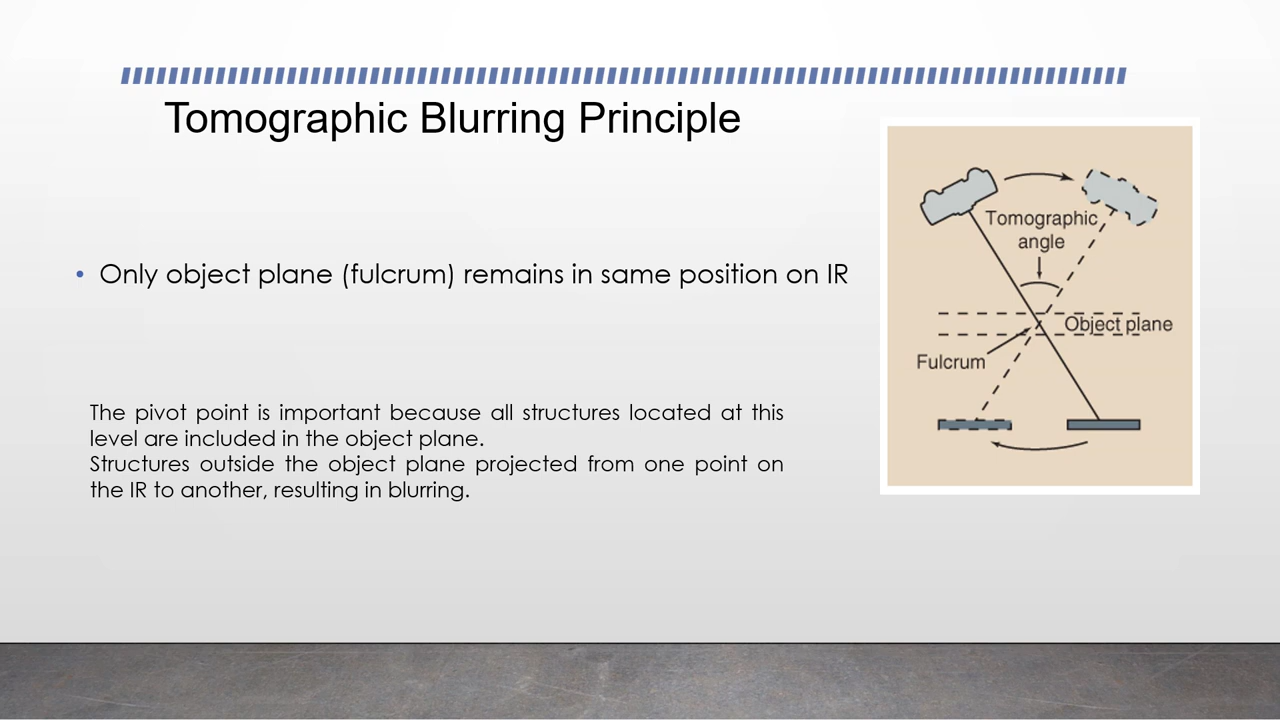 Tomographic Blurring Principle
• Only object plane (fulcrum) remains in same position on IR
The pivot point is important because all structures located at this
level are included in the object plane.
Structures outside the object plane projected from one point on
the IR to another, resulting in blurring.
Tomographic
angle
Object plane
Fulcrum